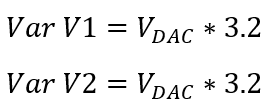 Var V1 = V_DAC * 3.2
Var V2 = V_DAC * 3.2